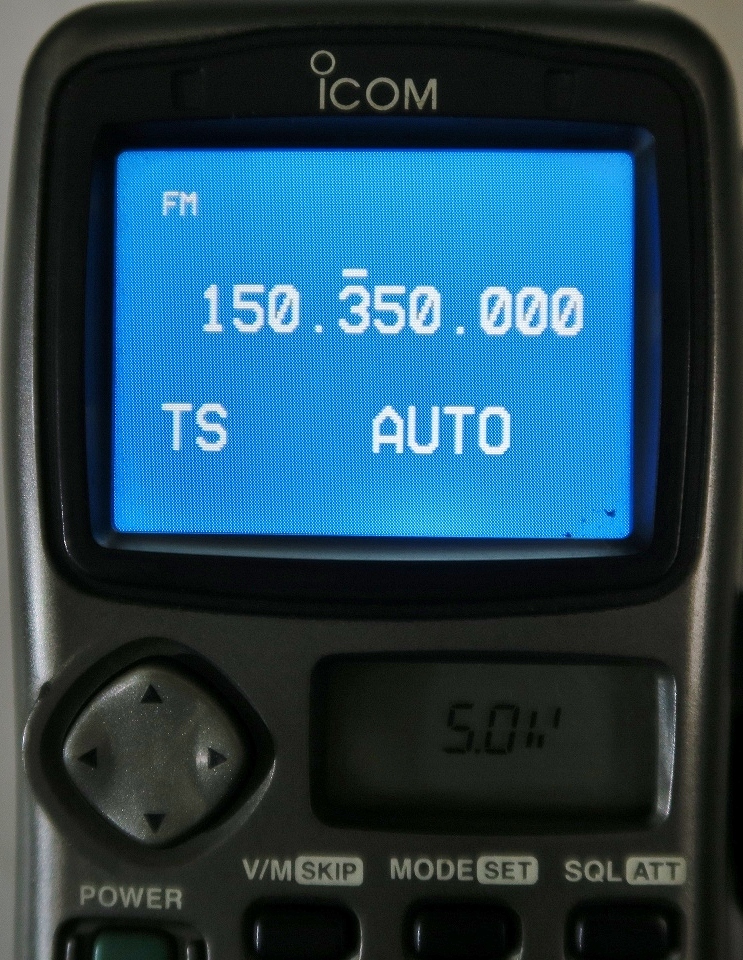 ICOM
FM
150.350.000
TS AUTO
5.0V
V/M SKIP MODE SET SQL ATT
POWER